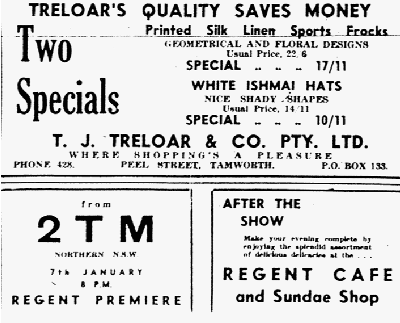 TRELOAR'S QUALITY SAVES MONEY
Two
Specials
Printed Silk Linen Sports Frocks
GEOMETRICAL AND FLORAL DESIGNS
Usual Price, 22/6
SPECIAL „ „ „ 17/11
WHITE ISHMAI HATS
NICE SHADY SHAPES
Usual Price, 14/11
SPECIAL „ „ „ 10/11
T. J. TRELOAR & CO. PTY. LTD.
WHERE SHOPPING'S A PLEASURE
PHONE 428. PEEL STREET, TAMWORTH. P.O. BOX 133.
from
2TM
NORTHERN N.S.W
7th JANUARY
8 P.M.
REGENT PREMIERE
AFTER THE
SHOW
Make your evening complete by
enjoying the splendid assortment
of delicious delicacies at the . . .
REGENT CAFE
and Sundae Shop